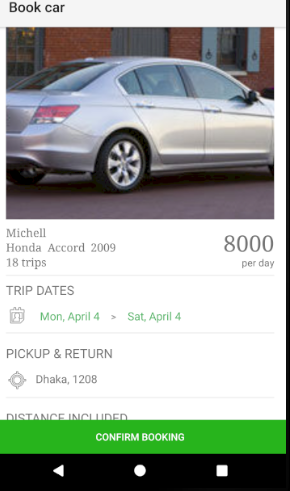 Book car
Michell
Honda Accord 2009
18 trips
8000
per day
TRIP DATES
Mon, April 4 > Sat, April 4
PICKUP & RETURN
Dhaka, 1208
DISTANCE INCLUDED
CONFIRM BOOKING